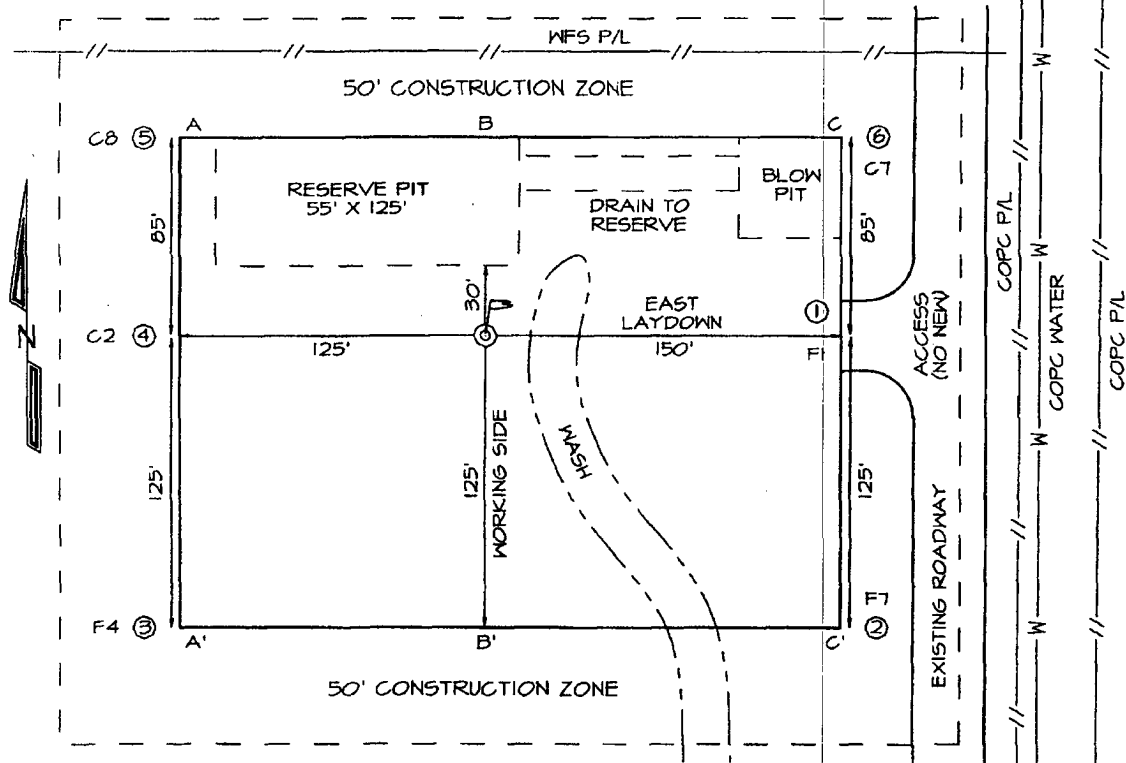 WFS P/L
50' CONSTRUCTION ZONE
A
B
C
C8 ⑤
⑥
C7
RESERVE PIT
55' X 125'
BLOW
PIT
DRAIN TO
RESERVE
85'
85'
30'
EAST
LAYDOWN
①
C2 ④
125'
150'
F1
ACCESS
(NO NEW)
COPC P/L
COPC WATER
COPC P/L
N
W
W
W
W
125'
125'
WORKING SIDE
WASH
125'
F7
F4 ③
②
A'
B'
C'
EXISTING ROADWAY
50' CONSTRUCTION ZONE